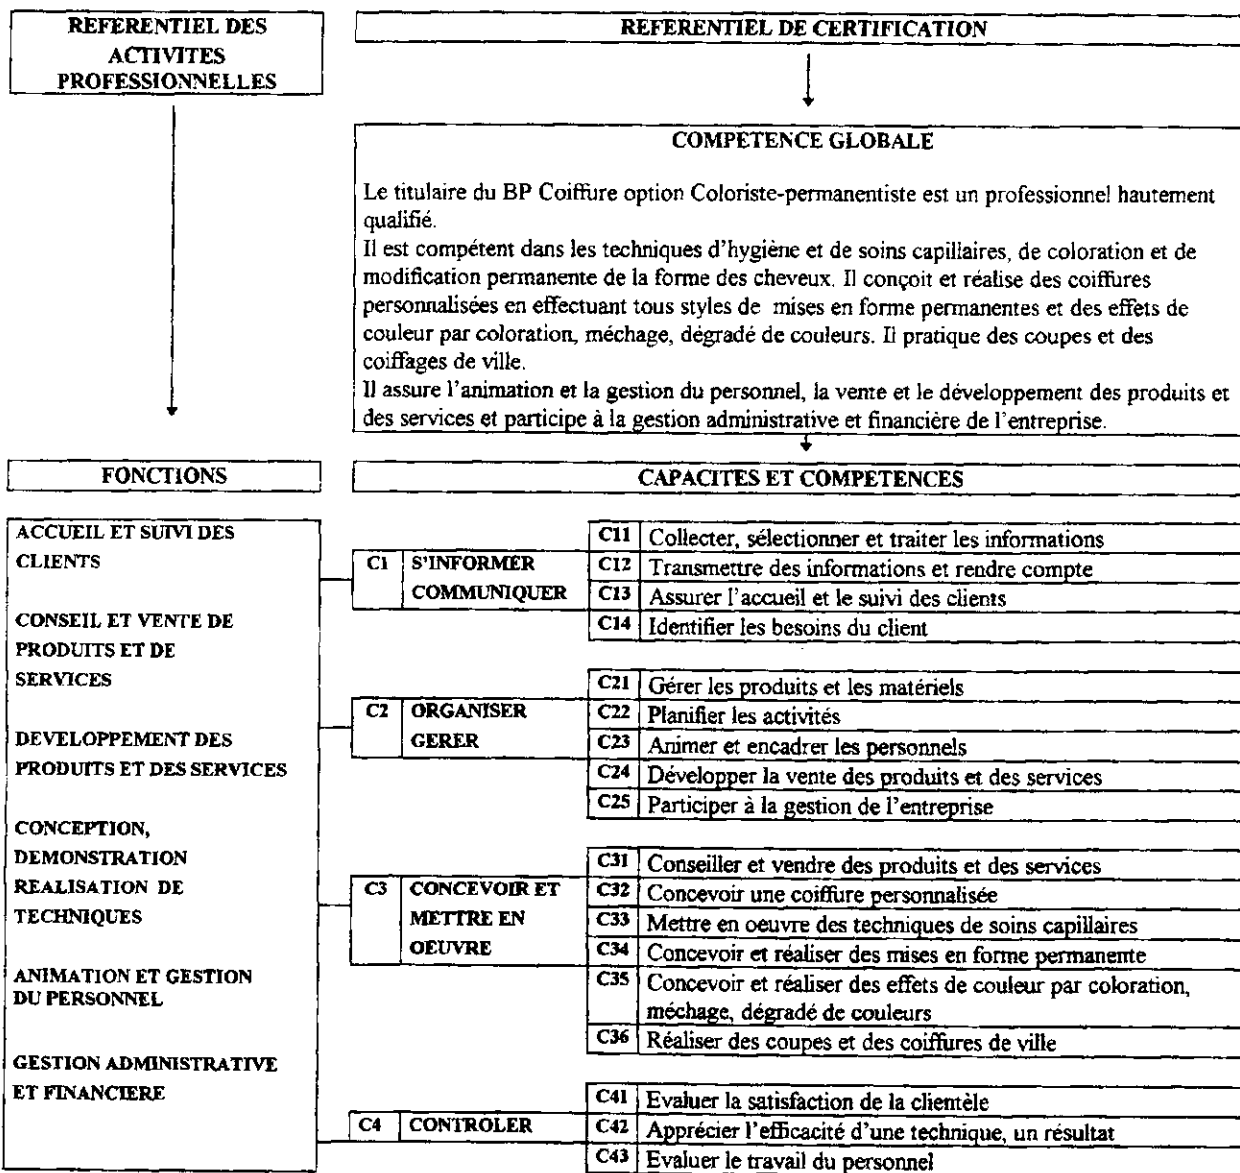 REFERENTIEL DES
ACTIVITES
PROFESSIONNELLES
REFERENTIEL DE CERTIFICATION
COMPETENCE GLOBALE
Le titulaire du BP Coiffure option Coloriste-permanentiste est un professionnel hautement
qualifié.
Il est compétent dans les techniques d'hygiène et de soins capillaires, de coloration et de
modification permanente de la forme des cheveux. Il conçoit et réalise des coiffures
personnalisées en effectuant tous styles de mises en forme permanentes et des effets de
couleur par coloration, méchage, dégradé de couleurs. Il pratique des coupes et des
coiffages de ville.
Il assure l'animation et la gestion du personnel, la vente et le développement des produits et
des services et participe à la gestion administrative et financière de l'entreprise.
FONCTIONS
CAPACITES ET COMPETENCES
ACCUEIL ET SUIVI DES
CLIENTS
CONSEIL ET VENTE DE
PRODUITS ET DE
SERVICES
DEVELOPPEMENT DES
PRODUITS ET DES SERVICES
CONCEPTION,
DEMONSTRATION
REALISATION DE
TECHNIQUES
ANIMATION ET GESTION
DU PERSONNEL
GESTION ADMINISTRATIVE
ET FINANCIERE
C1 S'INFORMER
COMMUNIQUER
C11 Collecter, sélectionner et traiter les informations
C12 Transmettre des informations et rendre compte
C13 Assurer l'accueil et le suivi des clients
C14 Identifier les besoins du client
C2 ORGANISER
GERER
C21 Gérer les produits et les matériels
C22 Planifier les activités
C23 Animer et encadrer les personnels
C24 Développer la vente des produits et des services
C25 Participer à la gestion de l'entreprise
C3 CONCEVOIR ET
METTRE EN
OEUVRE
C31 Conseiller et vendre des produits et des services
C32 Concevoir une coiffure personnalisée
C33 Mettre en oeuvre des techniques de soins capillaires
C34 Concevoir et réaliser des mises en forme permanente
C35 Concevoir et réaliser des effets de couleur par coloration,
méchage, dégradé de couleurs
C36 Réaliser des coupes et des coiffures de ville
C4 CONTROLER
C41 Evaluer la satisfaction de la clientèle
C42 Apprécier l'efficacité d'une technique, un résultat
C43 Evaluer le travail du personnel